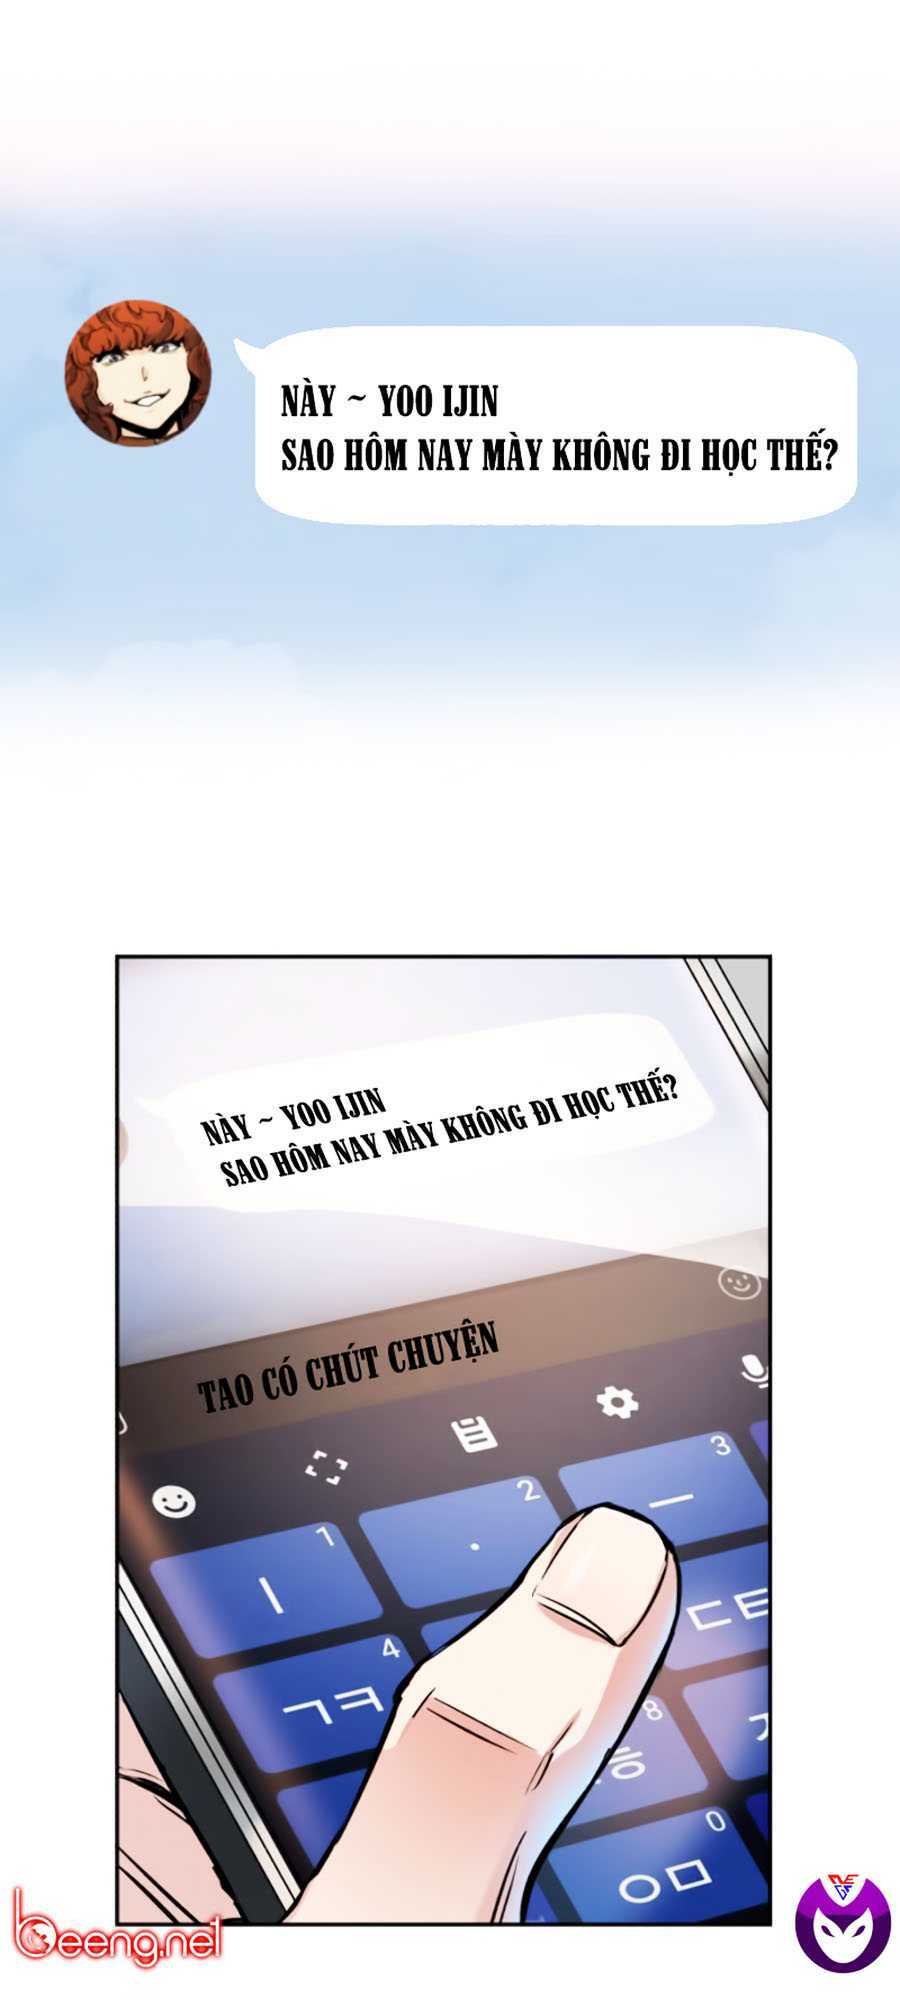 NÀY ~ YOO IJIN
SAO HÔM NAY MÀY KHÔNG ĐI HỌC THẾ?
NÀY ~ YOO IJIN
SAO HÔM NAY MÀY KHÔNG ĐI HỌC THẾ?
TAO CÓ CHÚT CHUYỆN
1 2 3
ㅣ · ㅡ
4
ㄱㅋ ㄷㅌ
8
ㅎ
0
ㅇㅁ
beeng.net